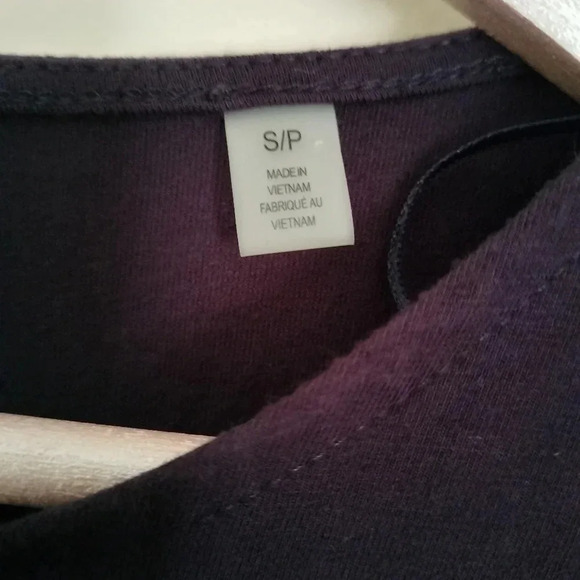 S/P
MADE IN
VIETNAM
FABRIQUÉ AU
VIETNAM